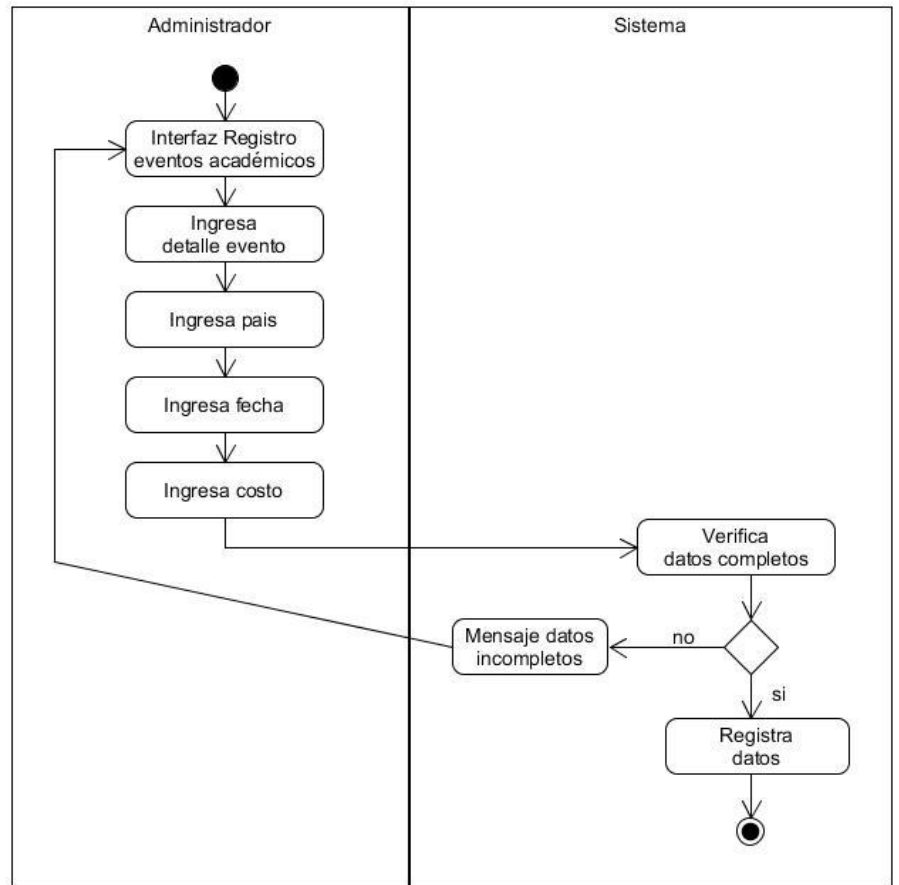 Administrador
Sistema
Interfaz Registro
eventos académicos
Ingresa
detalle evento
Ingresa pais
Ingresa fecha
Ingresa costo
Verifica
datos completos
Mensaje datos
incompletos
no
si
Registra
datos